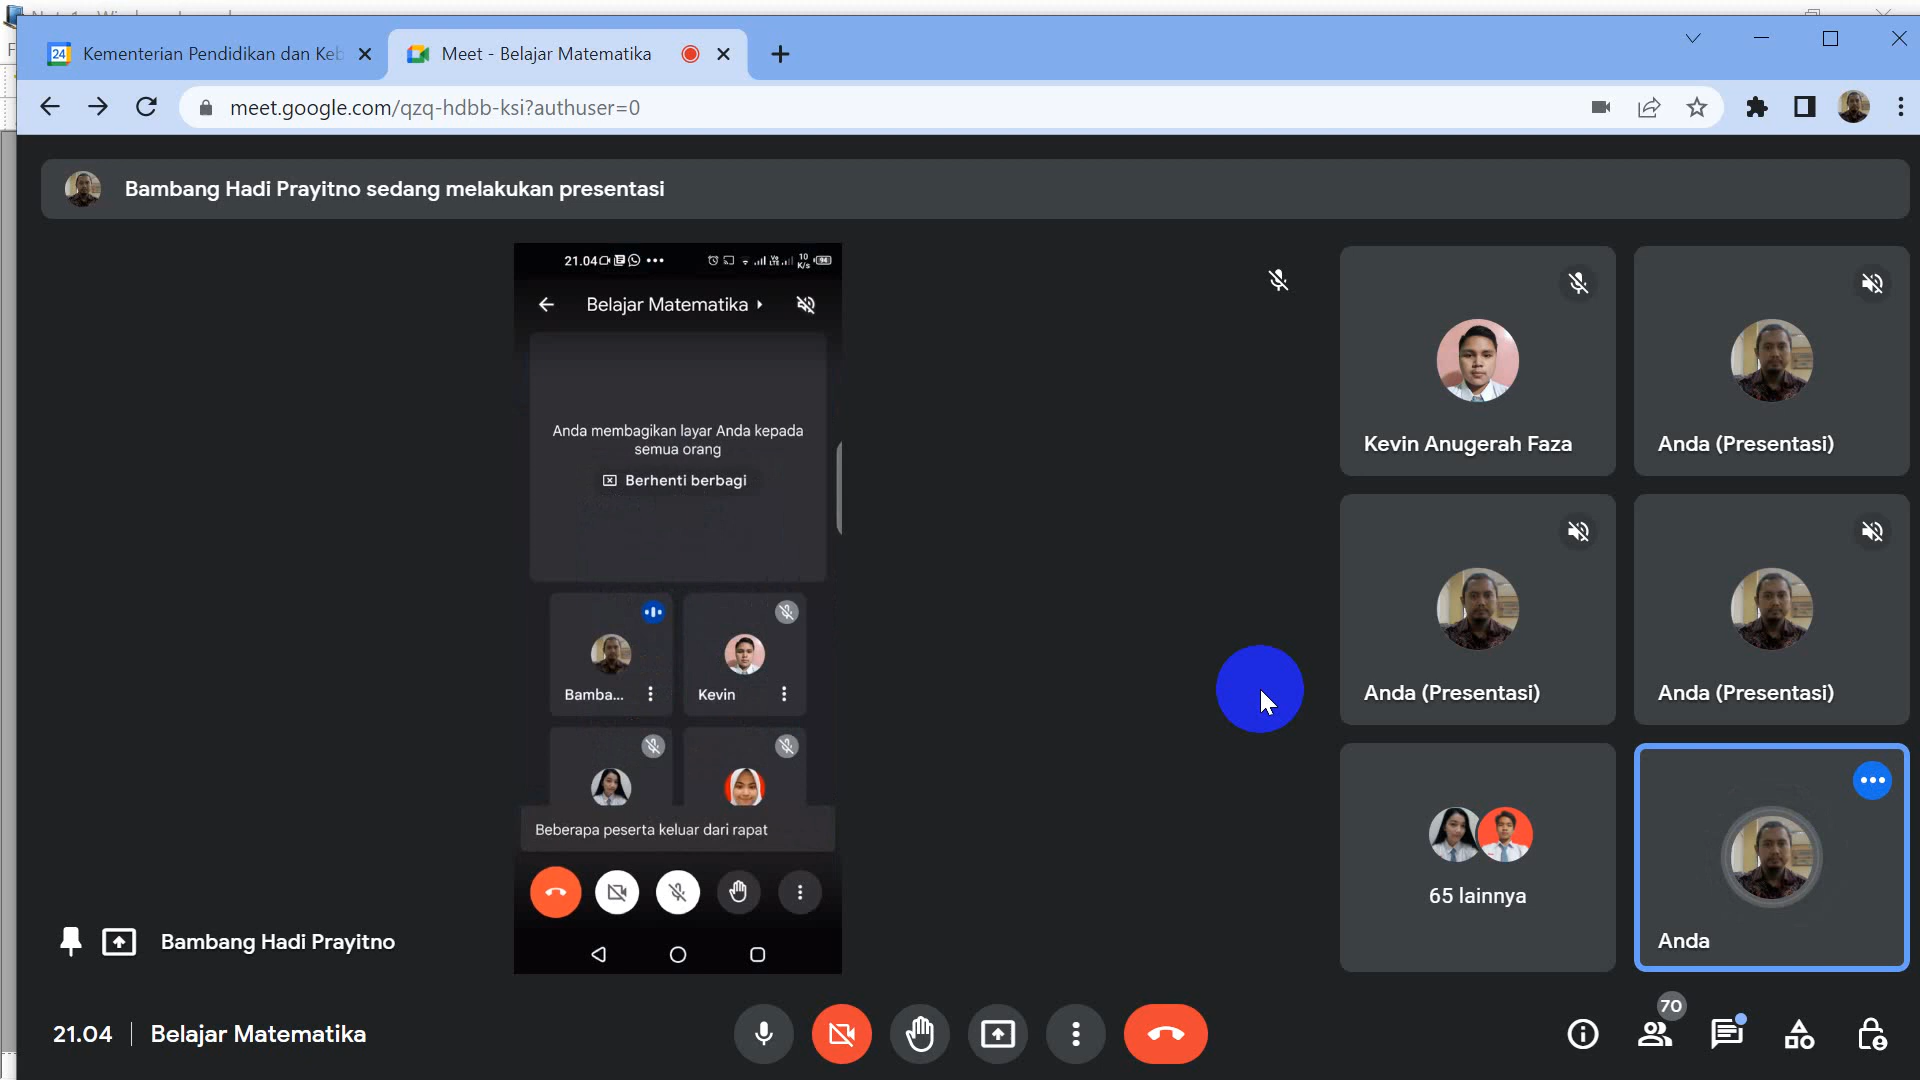 Kementerian Pendidikan dan Keb
Meet - Belajar Matematika
meet.google.com/qzq-hdbb-ksi?authuser=0
Bambang Hadi Prayitno sedang melakukan presentasi
21.04
10
K/s
94
Belajar Matematika
Anda membagikan layar Anda kepada
semua orang
Berhenti berbagi
Bamba...
Kevin
Beberapa peserta keluar dari rapat
Kevin Anugerah Faza
Anda (Presentasi)
Anda (Presentasi)
Anda (Presentasi)
65 lainnya
Anda
Bambang Hadi Prayitno
21.04
Belajar Matematika
70
24